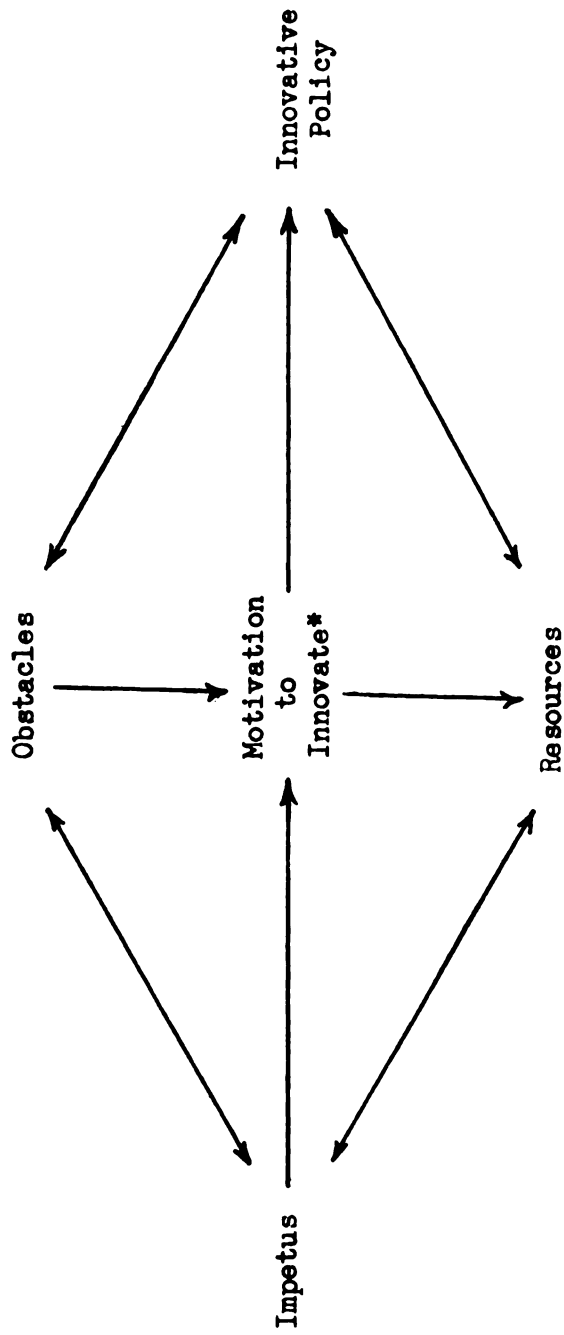 Obstacles
Impetus
Motivation
to
Innovate*
Innovative
Policy
Resources